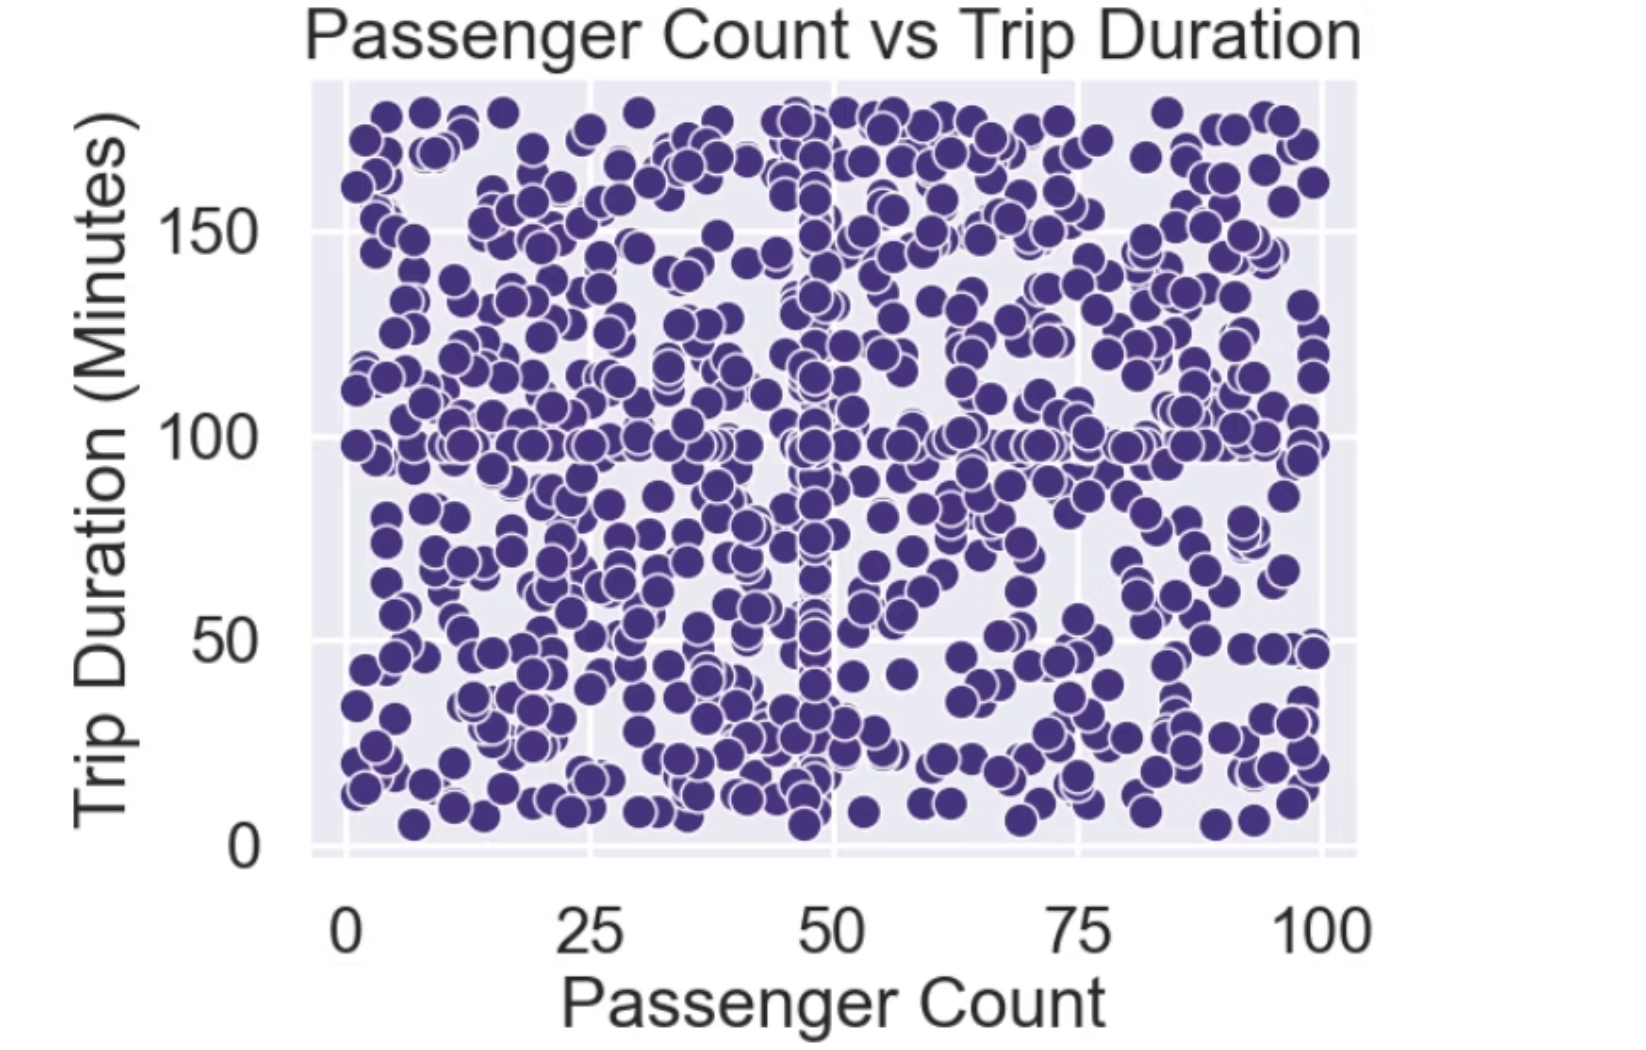 Passenger Count vs Trip Duration
Trip Duration (Minutes)
150
100
50
0
0 25 50 75 100
Passenger Count